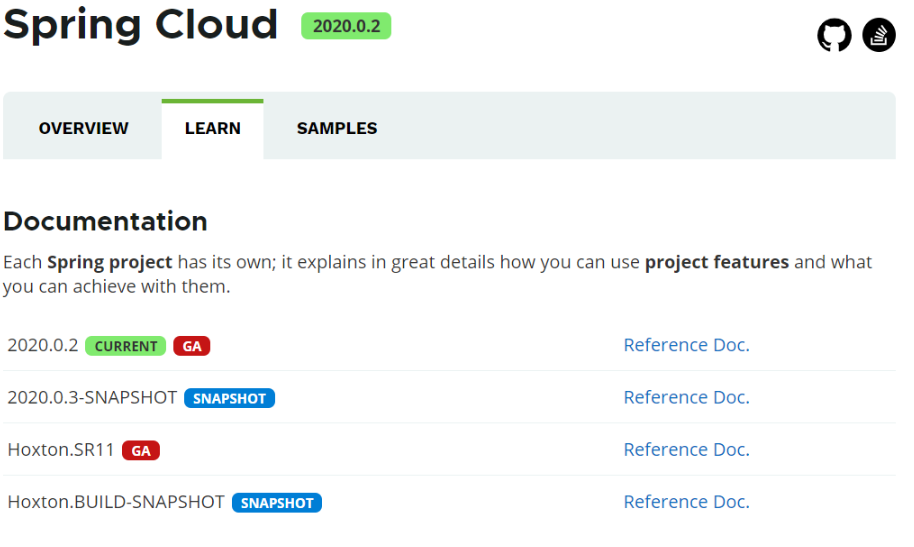 Spring Cloud 2020.0.2
OVERVIEW LEARN SAMPLES
Documentation
Each Spring project has its own; it explains in great details how you can use project features and what
you can achieve with them.
2020.0.2 CURRENT GA Reference Doc.
2020.0.3-SNAPSHOT SNAPSHOT Reference Doc.
Hoxton.SR11 GA Reference Doc.
Hoxton.BUILD-SNAPSHOT SNAPSHOT Reference Doc.